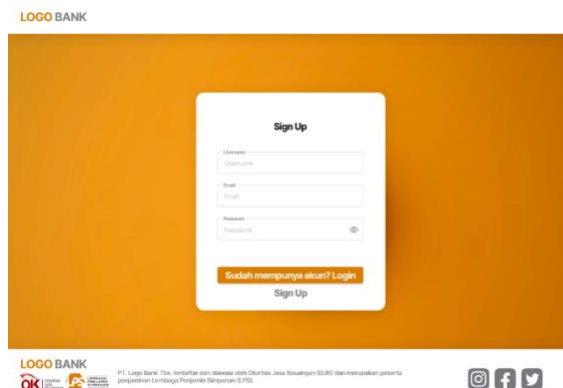 LOGO BANK
Sign Up
Username
Username
Email
Email
Password
Password
Sudah mempunya akun? Login
Sign Up
LOGO BANK
OK
LPS
PT. Logo Bank Tbk. terdaftar dan diawasi oleh Otoritas Jasa Keuangan (OJK) dan merupakan peserta
penjaminan Lembaga Penjamin Simpanan (LPS).